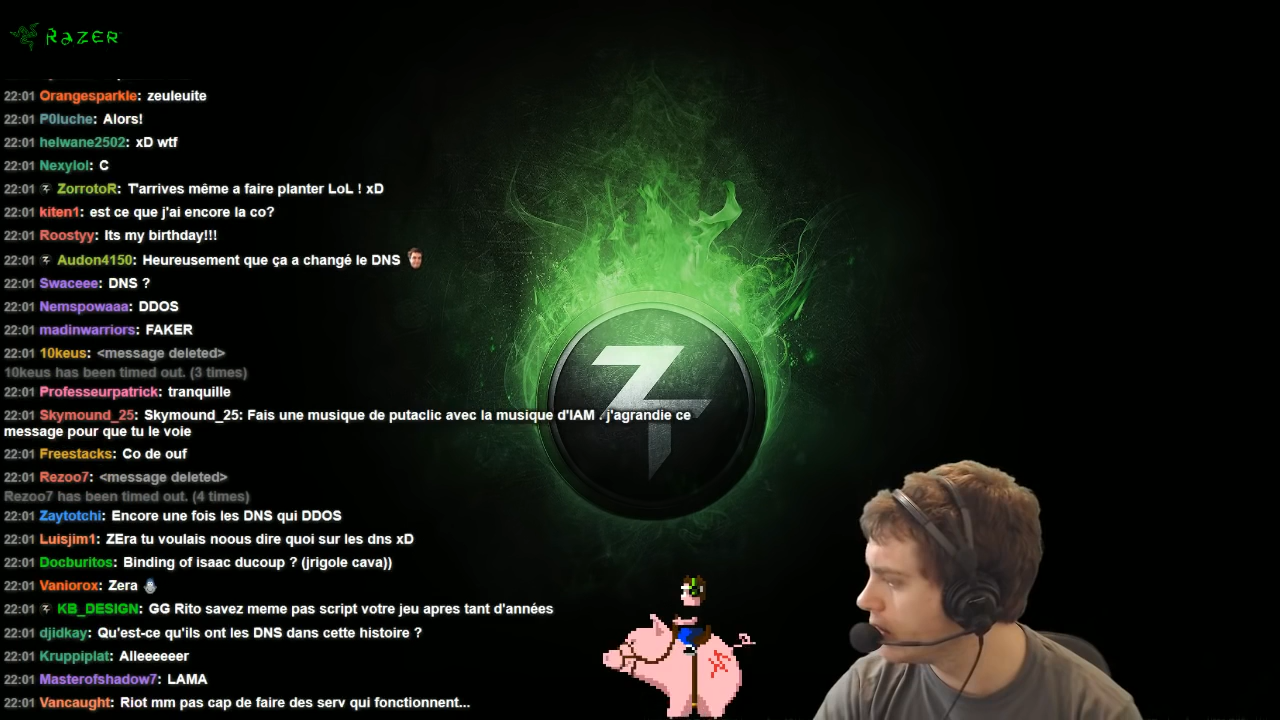 RaZER
22:01 Orangesparkle: zeuleuite
22:01 P0luche: Alors!
22:01 helwane2502: xD wtf
22:01 Nexylol: C
22:01 ZorrotoR: T'arrives même a faire planter LoL ! xD
22:01 kiten1: est ce que j'ai encore la co?
22:01 Roostyy: Its my birthday!!!
22:01 Audon4150: Heureusement que ça a changé le DNS
22:01 Swaceee: DNS ?
22:01 Nemspowaaa: DDOS
22:01 madinwarriors: FAKER
22:01 10keus: <message deleted>
10keus has been timed out. (3 times)
22:01 Professeurpatrick: tranquille
22:01 Skymound_25: Skymound_25: Fais une musique de putaclic avec la musique d'IAM . j'agrandie ce
message pour que tu le voie
22:01 Freestacks: Co de ouf
22:01 Rezoo7: <message deleted>
Rezoo7 has been timed out. (4 times)
22:01 Zaytotchi: Encore une fois les DNS qui DDOS
22:01 Luisjim1: ZEra tu voulais noous dire quoi sur les dns xD
22:01 Docburitos: Binding of isaac ducoup ? (jrigole cava))
22:01 Vaniorox: Zera
22:01 KB_DESIGN: GG Rito savez meme pas script votre jeu apres tant d'années
22:01 djidkay: Qu'est-ce qu'ils ont les DNS dans cette histoire ?
22:01 Kruppiplat: Alleeeeeer
22:01 Masterofshadow7: LAMA
22:01 Vancaught: Riot mm pas cap de faire des serv qui fonctionnent...
ZT